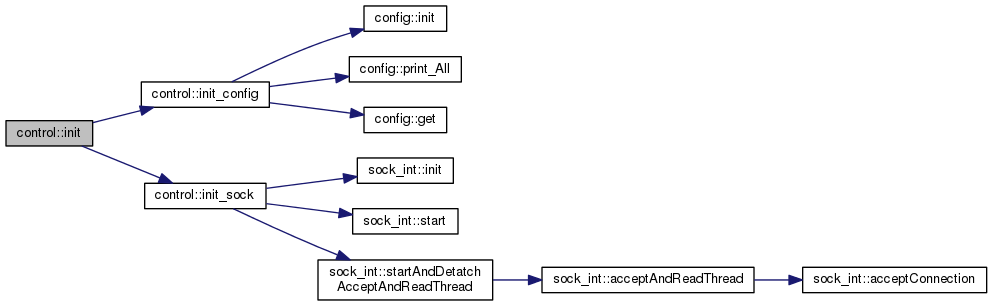 config::init
config::print_All
control::init_config
config::get
control::init
sock_int::init
control::init_sock
sock_int::start
sock_int::startAndDetatch
AcceptAndReadThread
sock_int::acceptAndReadThread
sock_int::acceptConnection